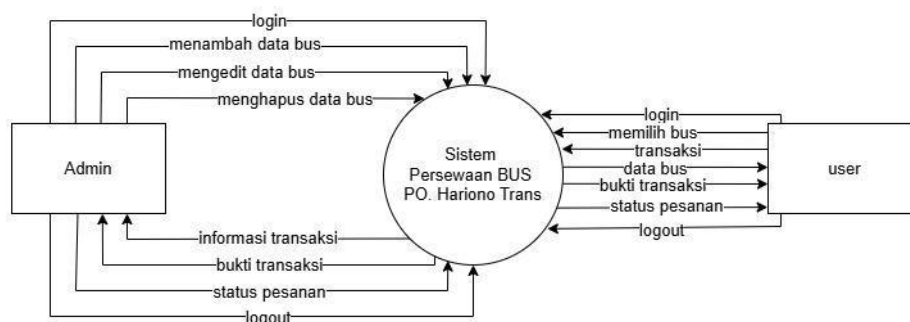 login
menambah data bus
mengedit data bus
menghapus data bus
Admin
informasi transaksi
bukti transaksi
status pesanan
logout
Sistem
Persewaan BUS
PO. Hariono Trans
login
memilih bus
transaksi
data bus
bukti transaksi
status pesanan
logout
user